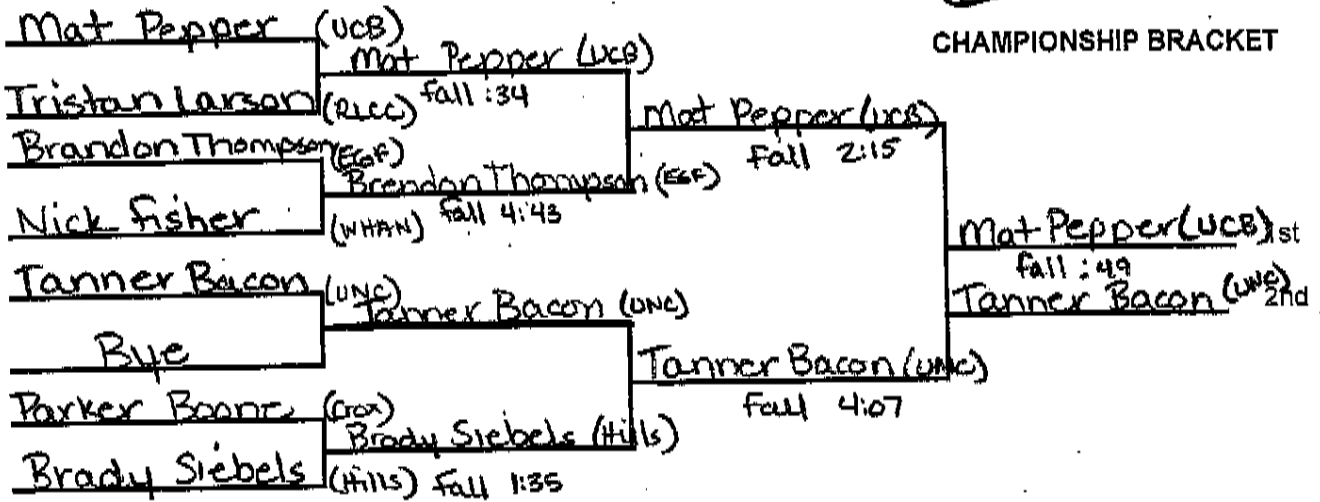 CHAMPIONSHIP BRACKET
Mat Pepper (UCB)
Mat Pepper (UCB)
fall :34
Tristan Larson (RLCC)
Mat Pepper (UCB)
Fall 2:15
Brandon Thompson (EGF)
Brendon Thompson (EGF)
fall 4:43
Nick fisher (WHAN)
Mat Pepper (UCB) 1st
fall :49
Tanner Bacon (UNC) 2nd
Tanner Bacon (UNC)
Tanner Bacon (UNC)
Bye
Tanner Bacon (UNC)
Fall 4:07
Parker Boone (Crox)
Brady Siebels (Hills)
Brady Siebels (Hills) fall 1:35